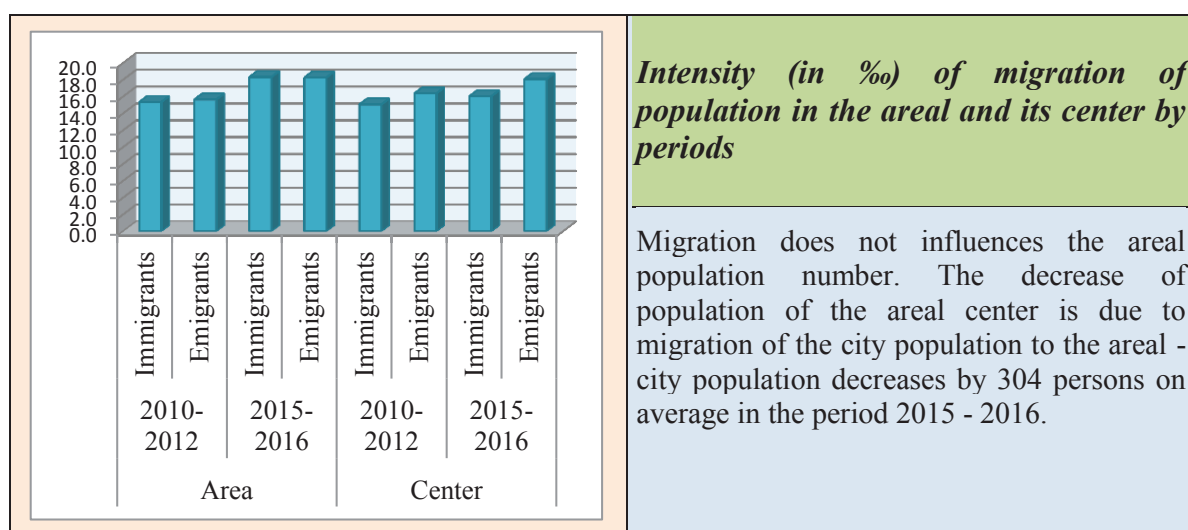 20.0
18.0
16.0
14.0
12.0
10.0
8.0
6.0
4.0
2.0
0.0
Immigrants
Emigrants
Immigrants
Emigrants
Immigrants
Emigrants
Immigrants
Emigrants
2010-
2012
2015-
2016
2010-
2012
2015-
2016
Area
Center
Intensity (in ‰) of migration of
population in the areal and its center by
periods
Migration does not influences the areal
population number. The decrease of
population of the areal center is due to
migration of the city population to the areal -
city population decreases by 304 persons on
average in the period 2015 - 2016.